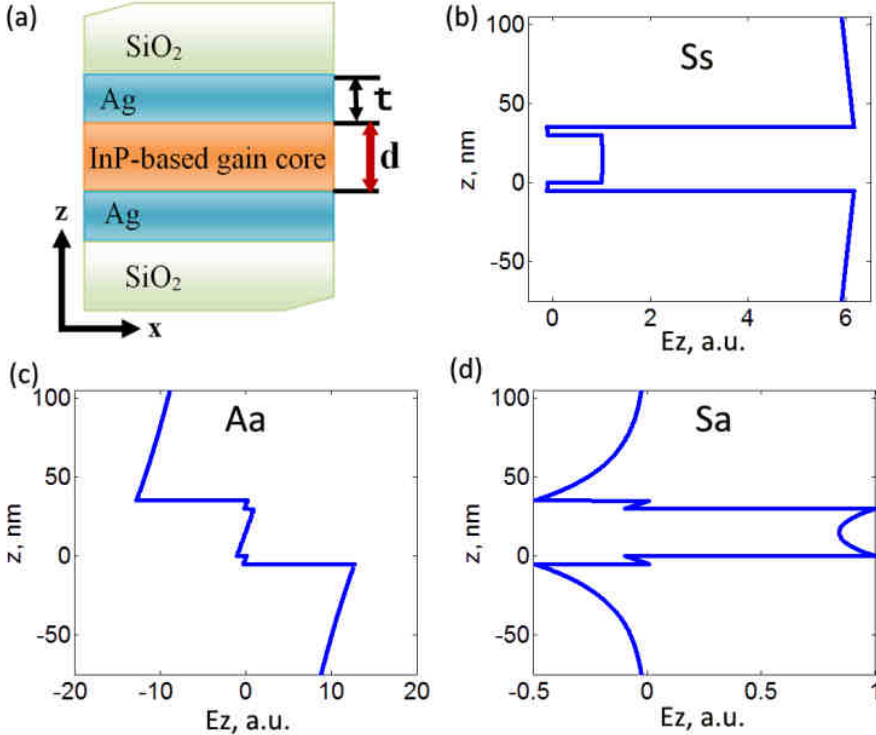 (a)
SiO2
Ag
t
InP-based gain core
d
Ag
SiO2
z
x
(b)
Ss
100
50
0
-50
z, nm
0
2
4
6
Ez, a.u.
(c)
Aa
100
50
0
-50
z, nm
-20
-10
0
10
20
Ez, a.u.
(d)
Sa
100
50
0
-50
z, nm
-0.5
0
0.5
1
Ez, a.u.